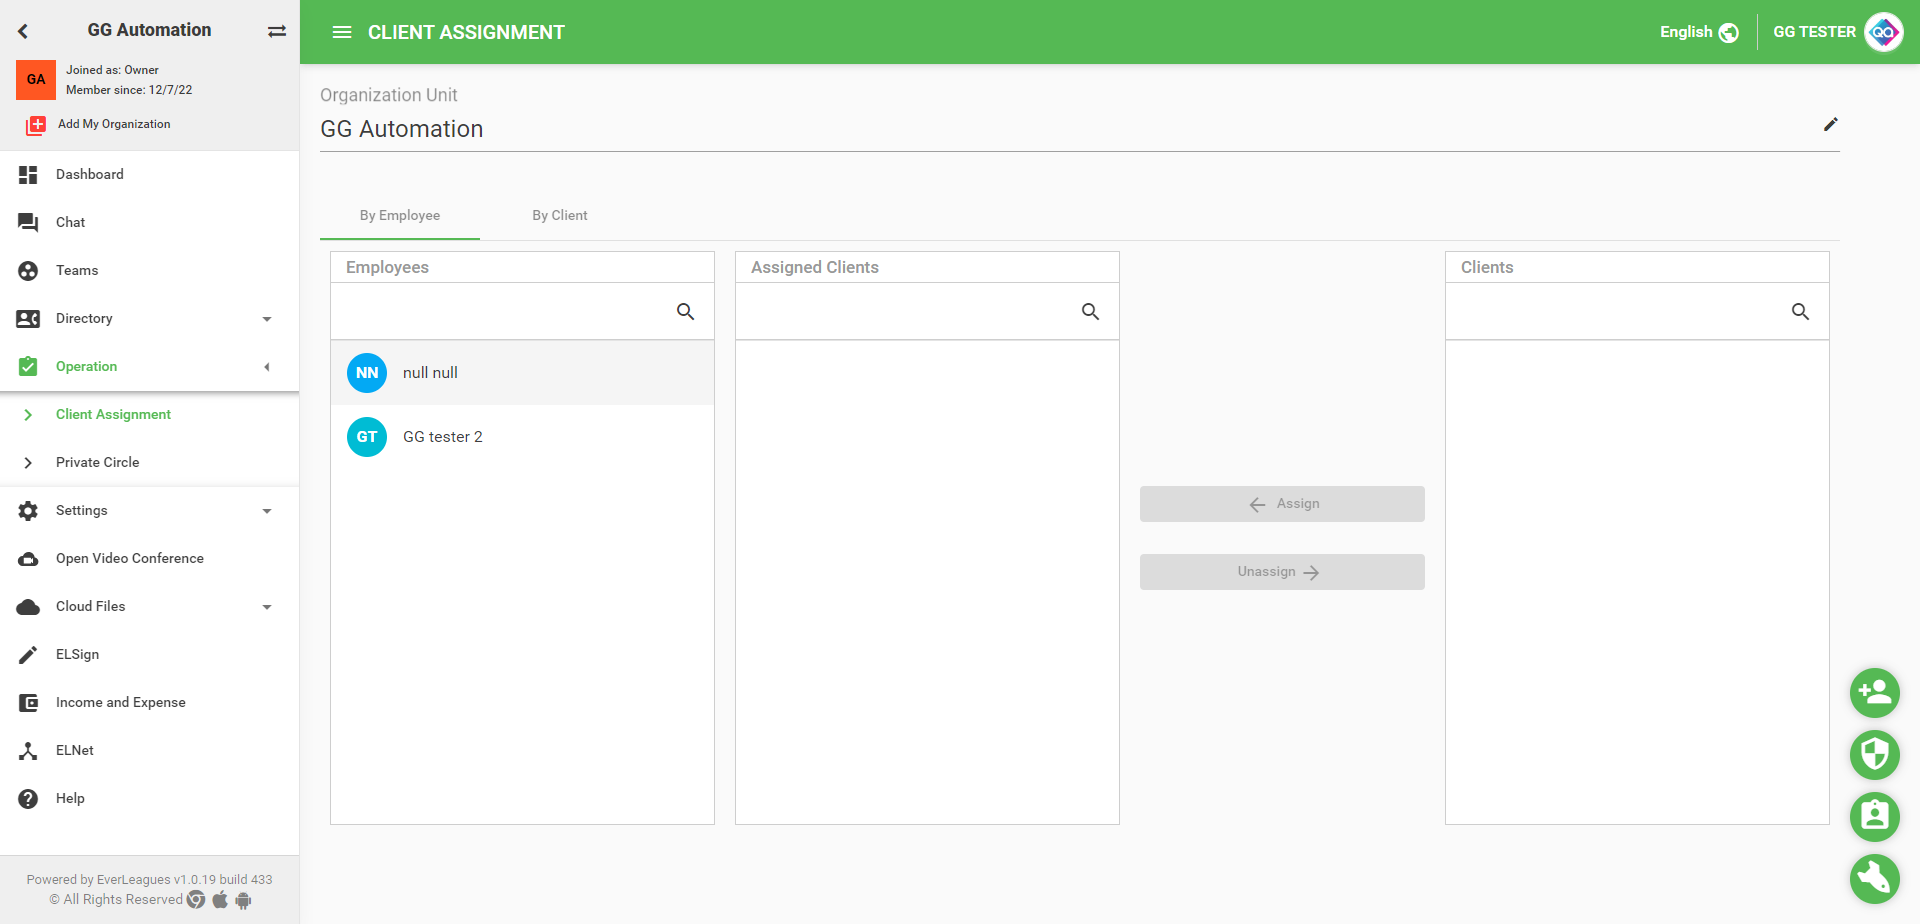 GG Automation
GA
Joined as: Owner
Member since: 12/7/22
Add My Organization
Dashboard
Chat
Teams
Directory
Operation
Client Assignment
Private Circle
Settings
Open Video Conference
Cloud Files
ELSign
Income and Expense
ELNet
Help
Powered by EverLeagues v1.0.19 build 433
© All Rights Reserved
CLIENT ASSIGNMENT
English
GG TESTER
QA
Organization Unit
GG Automation
By Employee
By Client
Employees
NN
null null
GT
GG tester 2
Assigned Clients
Assign
Unassign
Clients